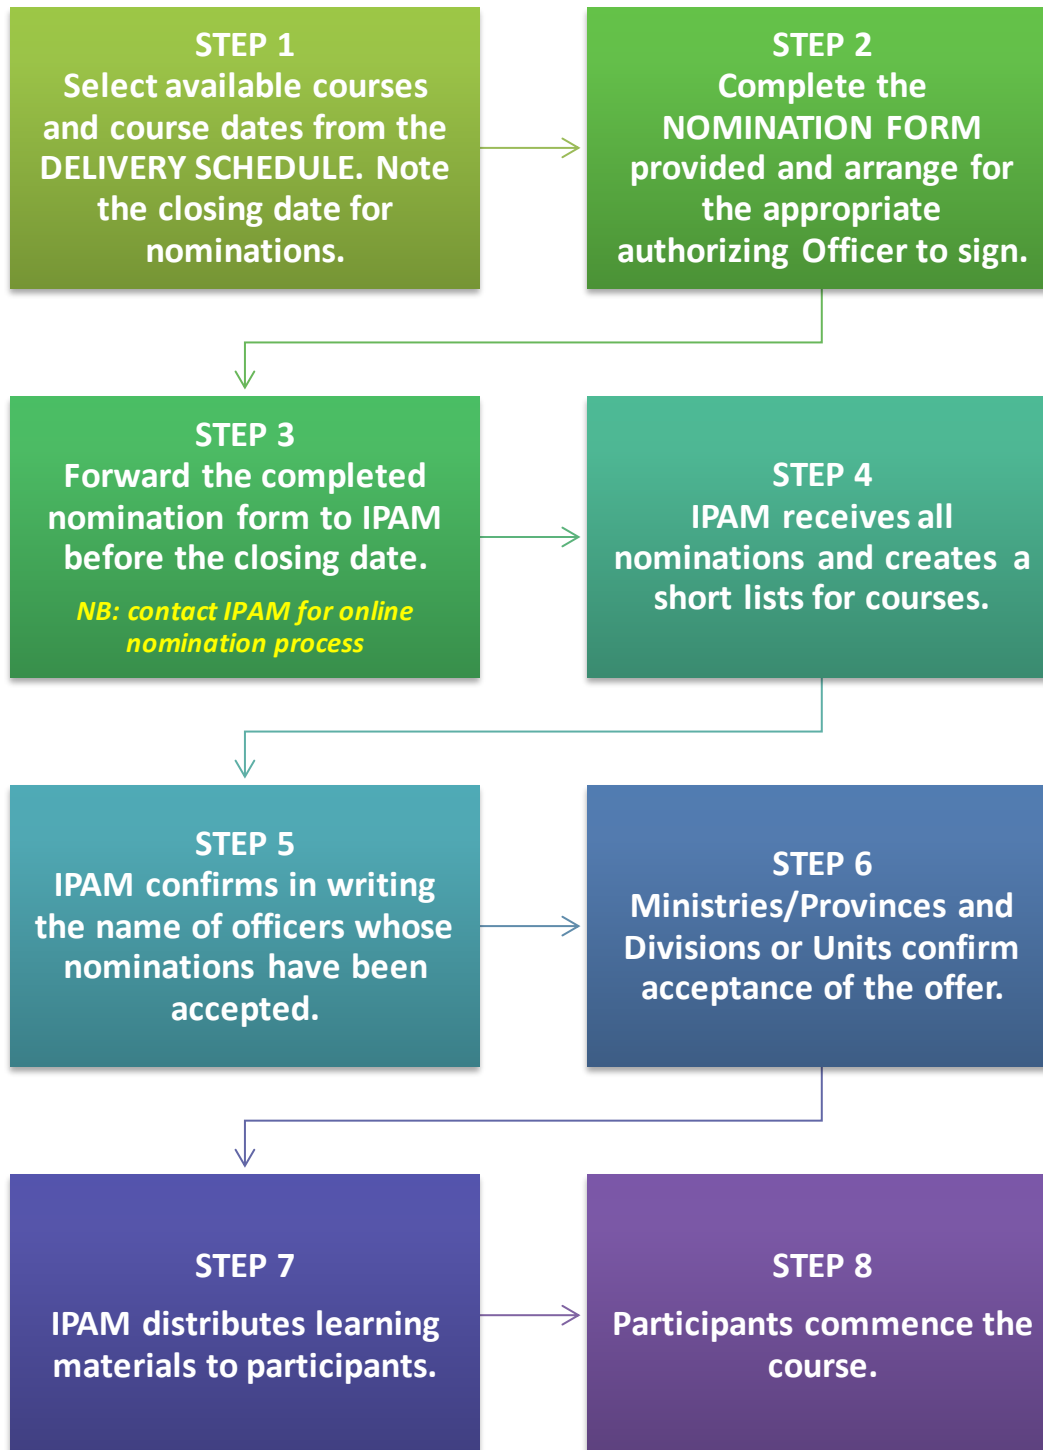 STEP 1
Select available courses
and course dates from the
DELIVERY SCHEDULE. Note
the closing date for
nominations.
STEP 2
Complete the
NOMINATION FORM
provided and arrange for
the appropriate
authorizing Officer to sign.
STEP 3
Forward the completed
nomination form to IPAM
before the closing date.
NB: contact IPAM for online
nomination process
STEP 4
IPAM receives all
nominations and creates a
short lists for courses.
STEP 5
IPAM confirms in writing
the name of officers whose
nominations have been
accepted.
STEP 6
Ministries/Provinces and
Divisions or Units confirm
acceptance of the offer.
STEP 7
IPAM distributes learning
materials to participants.
STEP 8
Participants commence the
course.